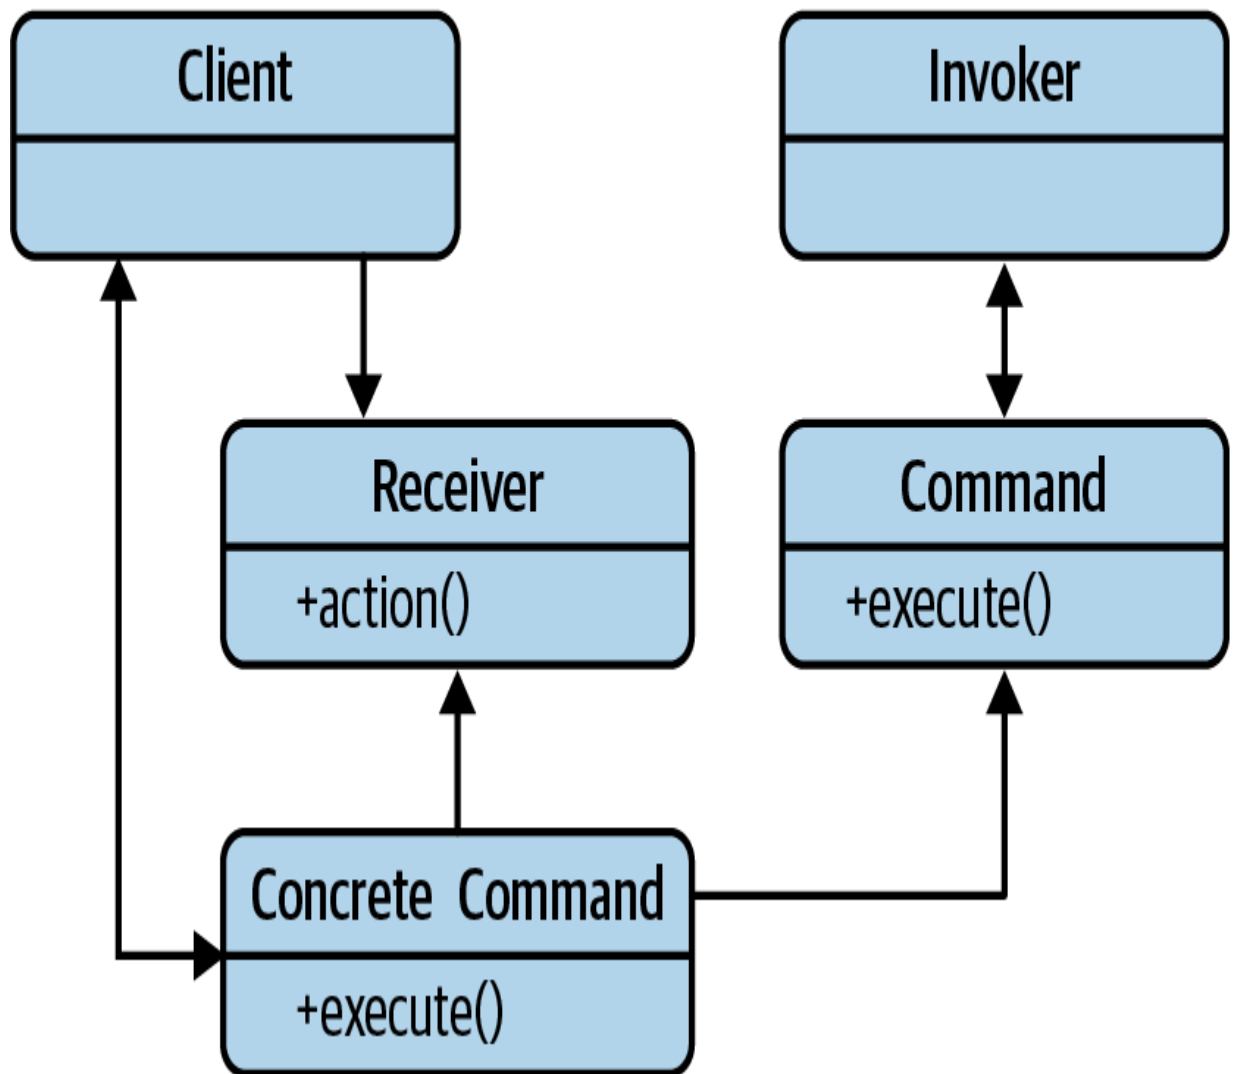 Client
Invoker
Receiver
+action()
Command
+execute()
Concrete Command
+execute()